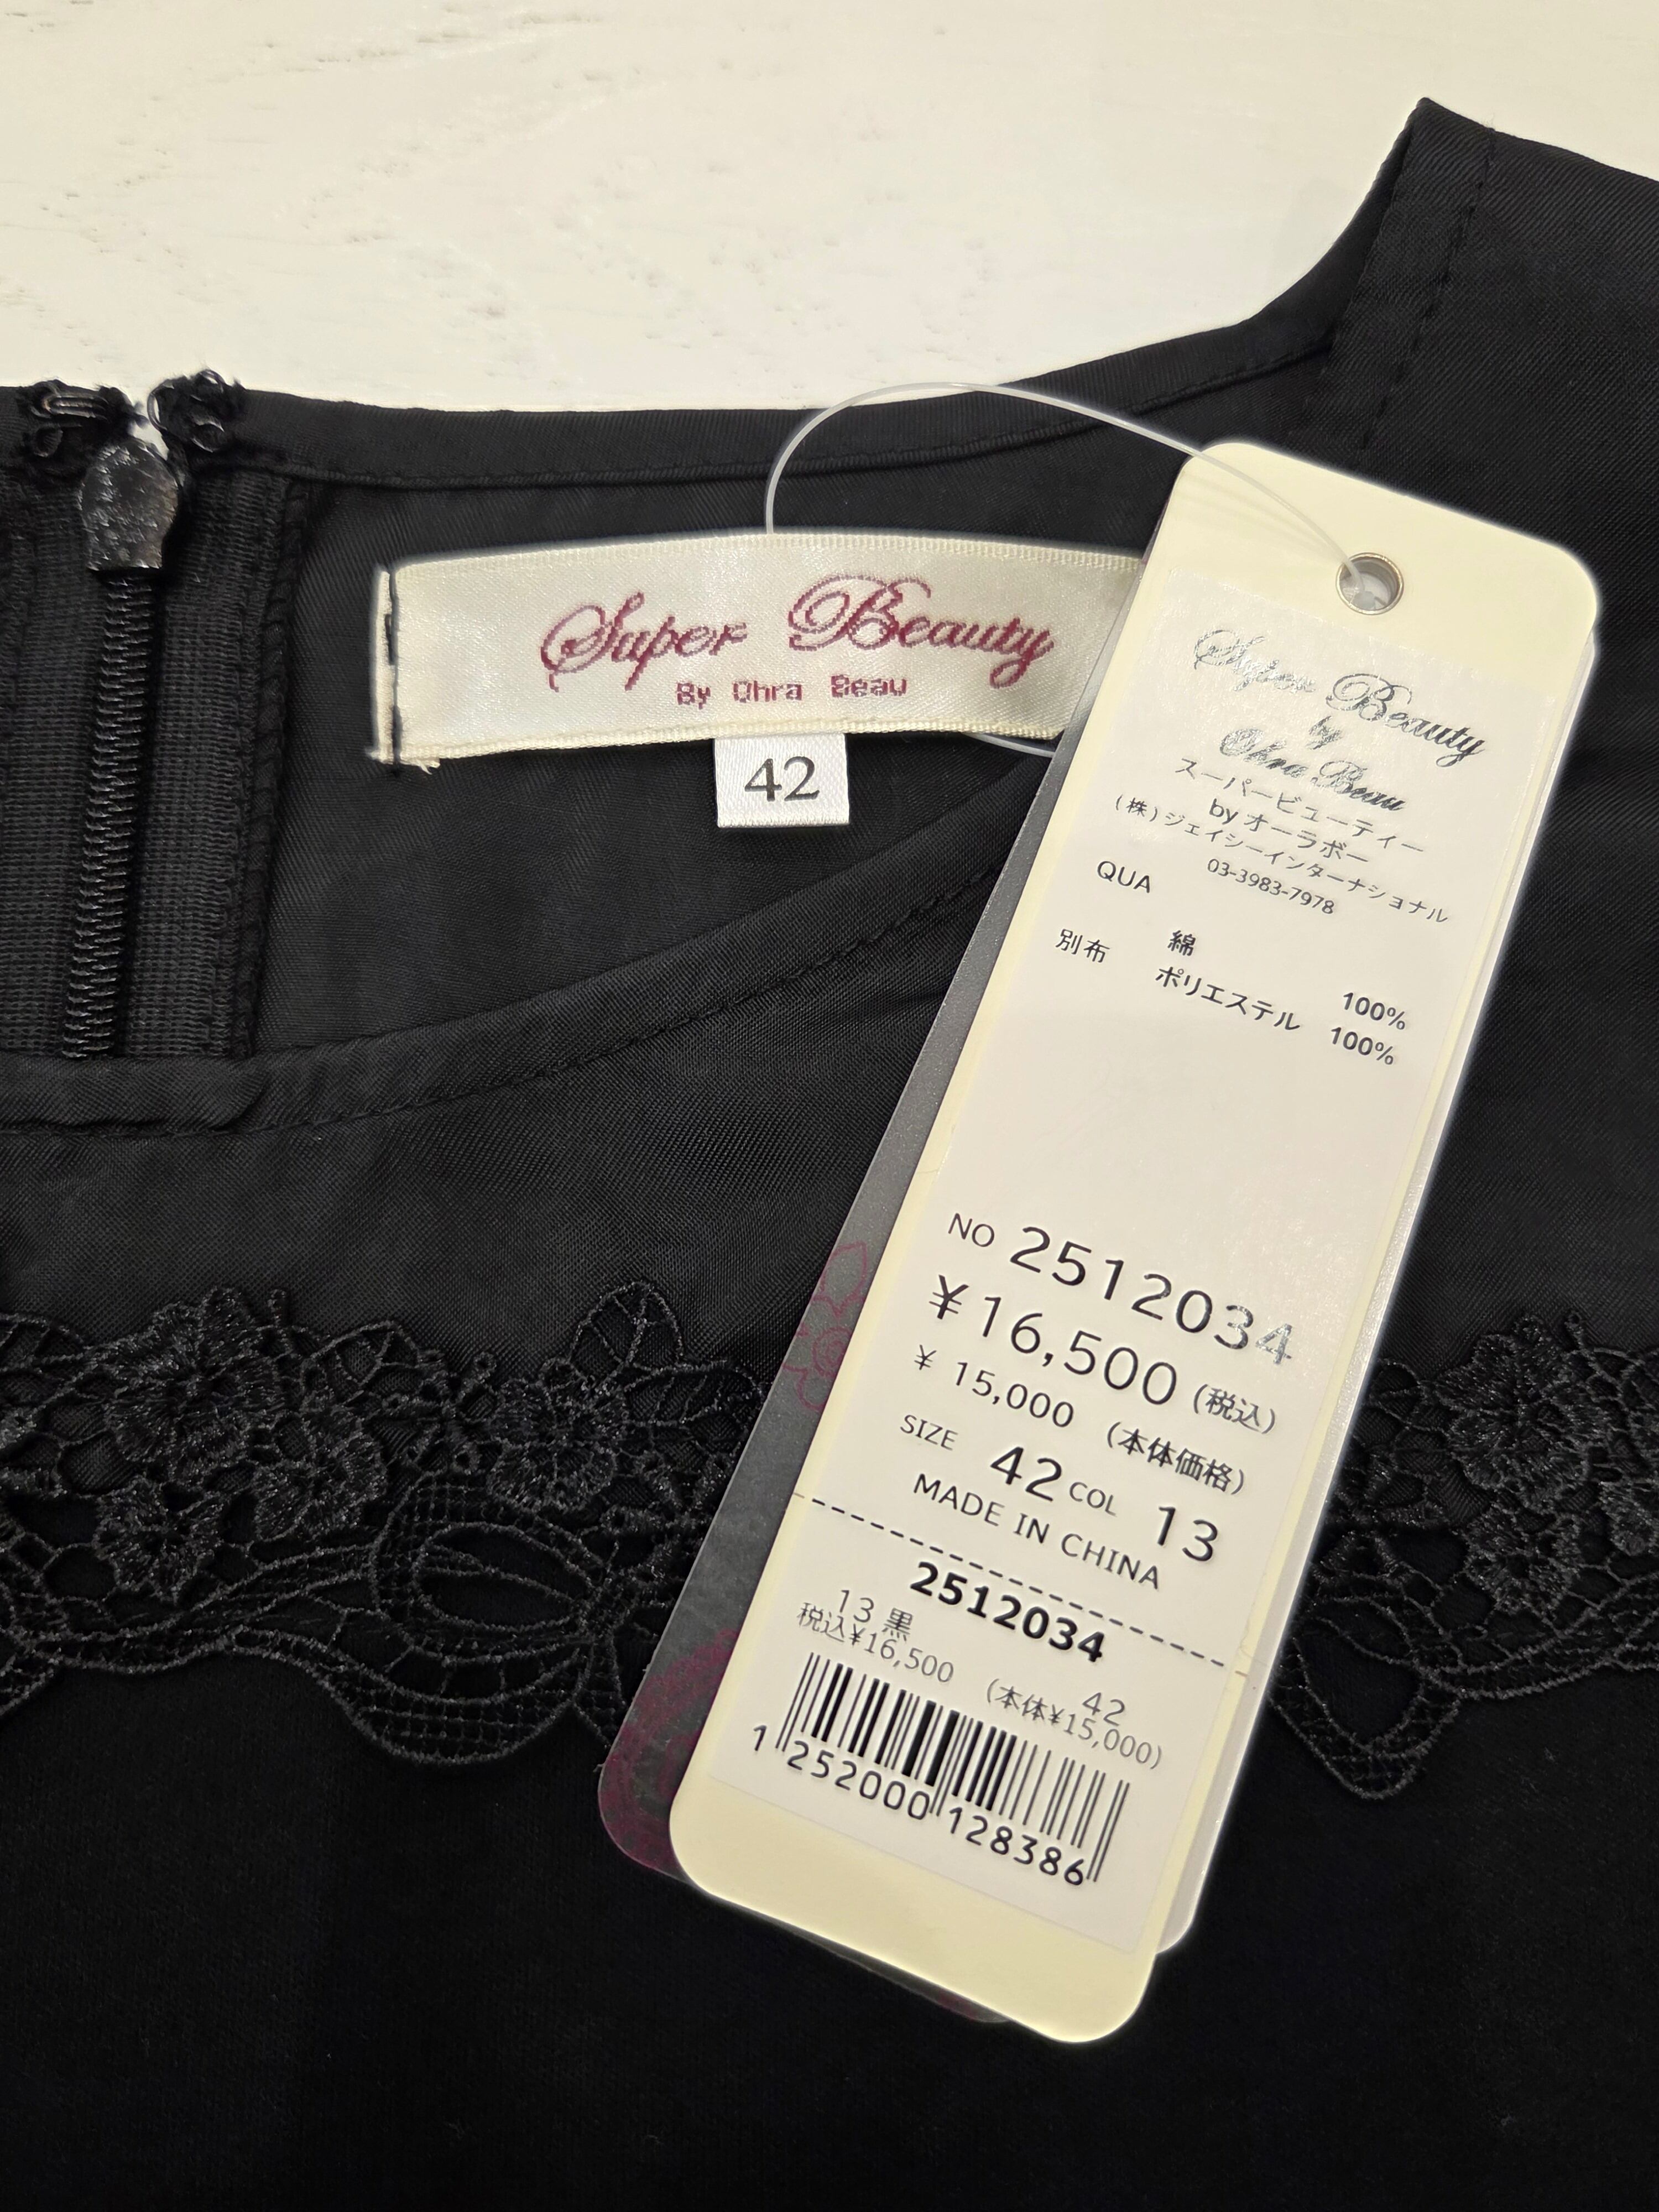 Super Beauty
By Ohra Beau
42
Super Beauty
by
Ohra Beau
スーパービューティー
by オーラボー
(株)ジェイシーインターナショナル
03-3983-7978
QUA
綿 100%
別布 ポリエステル 100%
NO 2512034
¥16,500 (税込)
¥ 15,000 (本体価格)
SIZE 42 COL 13
MADE IN CHINA
2512034
13 黒 42
税込¥16,500 (本体¥15,000)
1 252000 128386